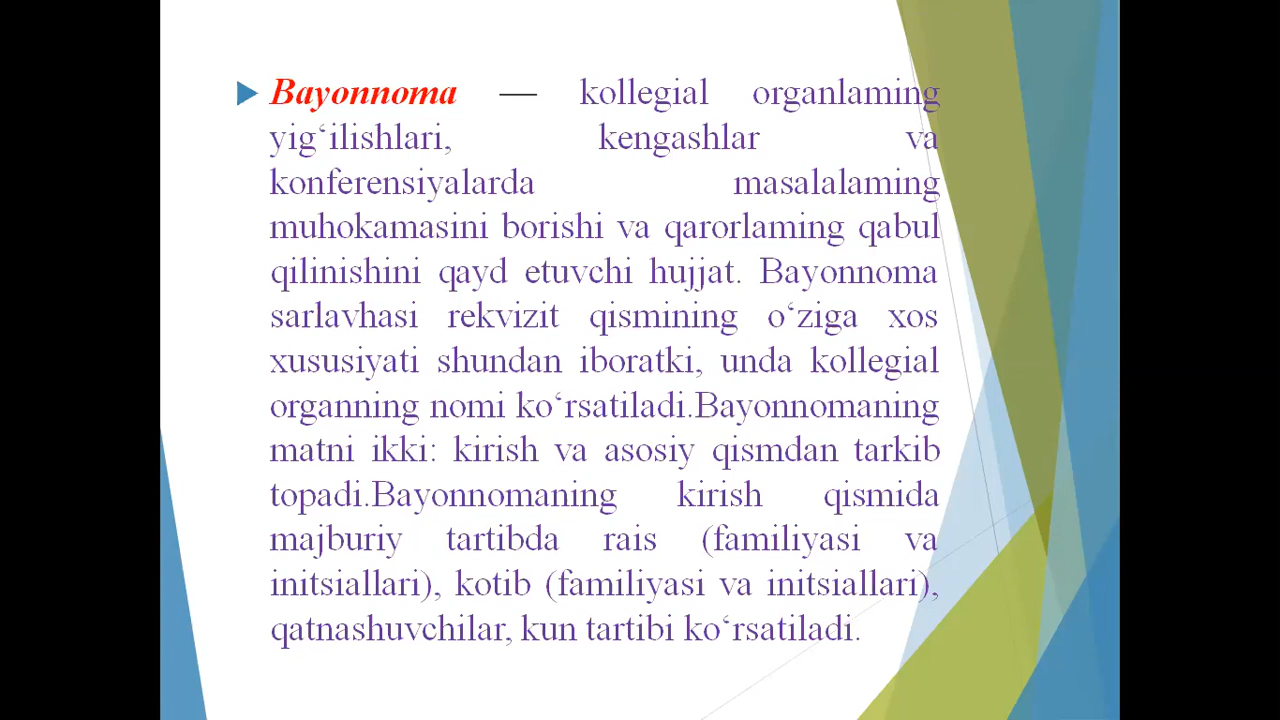 Bayonnoma — kollegial organlaming
yig‘ilishlari, kengashlar va
konferensiyalarda masalalaming
muhokamasini borishi va qarorlaming qabul
qilinishini qayd etuvchi hujjat. Bayonnoma
sarlavhasi rekvizit qismining o‘ziga xos
xususiyati shundan iboratki, unda kollegial
organning nomi ko‘rsatiladi.Bayonnomaning
matni ikki: kirish va asosiy qismdan tarkib
topadi.Bayonnomaning kirish qismida
majburiy tartibda rais (familiyasi va
initsiallari), kotib (familiyasi va initsiallari),
qatnashuvchilar, kun tartibi ko‘rsatiladi.